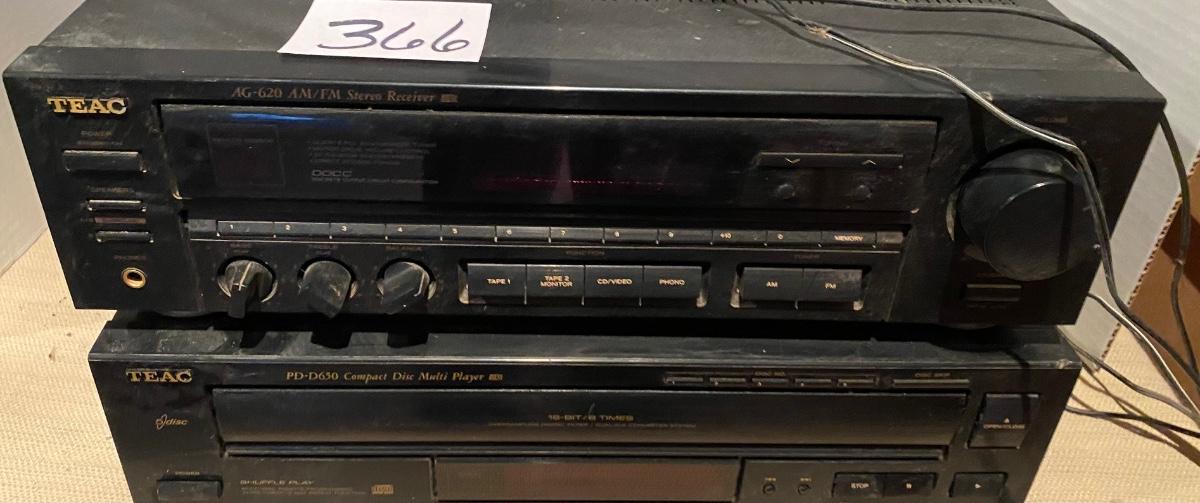 366
TEAC
AG-620 AM/FM Stereo Receiver
POWER
VOLUME
DOCC
SPEAKERS
1 2 3 4 5 6 7 8 9 +10 0 MEMORY
PHONES
BASS TREBLE BALANCE
FUNCTION
TUNER
TAPE 1
TAPE 2
MONITOR
CD/VIDEO
PHONO
AM
FM
TEAC
PD-D650 Compact Disc Multi Player
DISC NO.
DISC SKIP
5disc
16-BIT/8 TIMES
OPEN/CLOSE
POWER
SHUFFLE PLAY
STOP